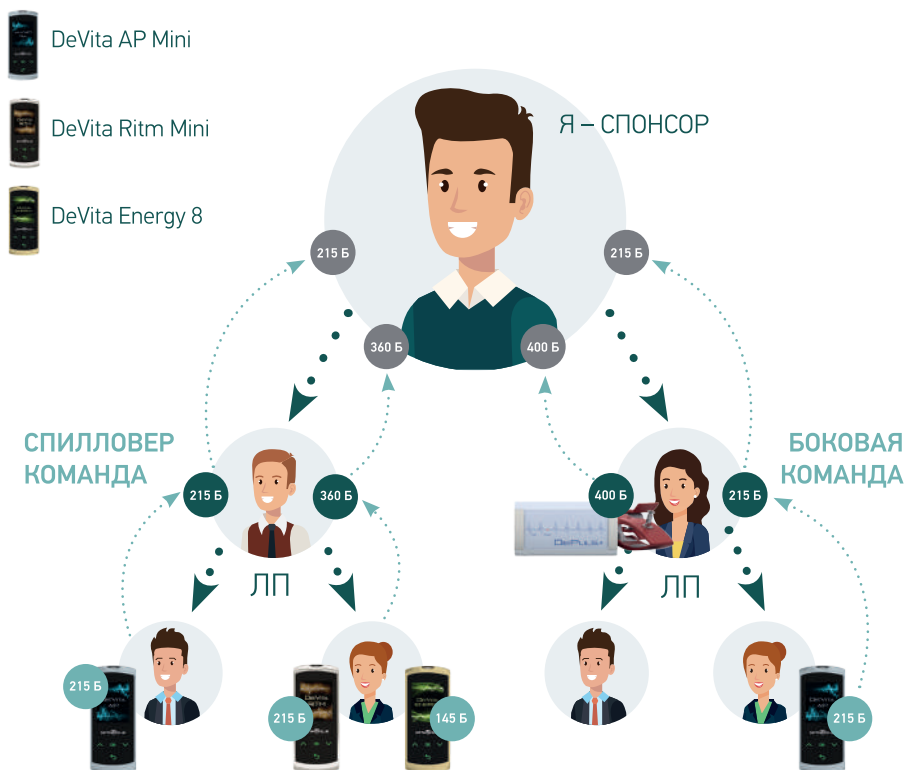 DeVita AP Mini
DeVita Ritm Mini
DeVita Energy 8
Я – СПОНСОР
215 Б
215 Б
360 Б
400 Б
СПИЛЛОВЕР
КОМАНДА
БОКОВАЯ
КОМАНДА
215 Б
360 Б
400 Б
215 Б
DePuls
ЛП
ЛП
215 Б
215 Б
145 Б
215 Б